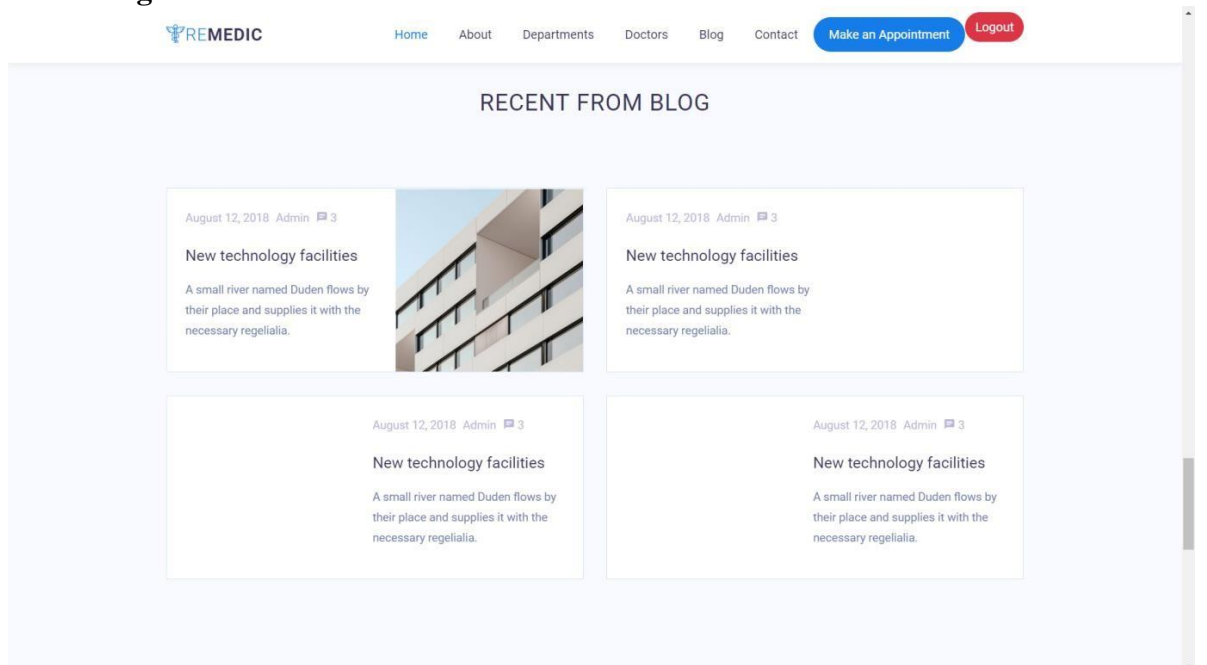 REMEDIC
Home About Departments Doctors Blog Contact Make an Appointment Logout
RECENT FROM BLOG
August 12, 2018 Admin 3
New technology facilities
A small river named Duden flows by
their place and supplies it with the
necessary regelialia.
August 12, 2018 Admin 3
New technology facilities
A small river named Duden flows by
their place and supplies it with the
necessary regelialia.
August 12, 2018 Admin 3
New technology facilities
A small river named Duden flows by
their place and supplies it with the
necessary regelialia.
August 12, 2018 Admin 3
New technology facilities
A small river named Duden flows by
their place and supplies it with the
necessary regelialia.